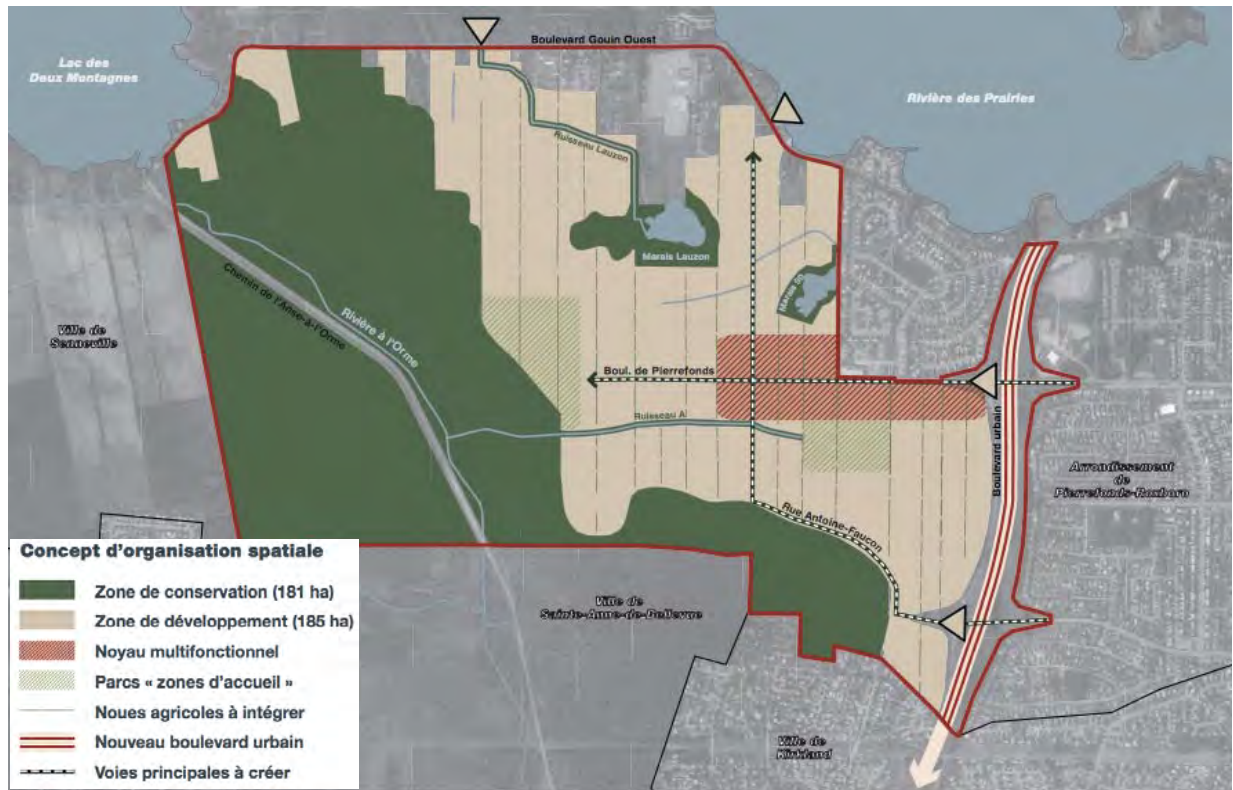 Boulevard Gouin Ouest
Lac des
Deux Montagnes
Rivière des Prairies
Ruisseau Lauzon
Marais Lauzon
Marais 90
Chemin de l'Anse-à-l'Orme
Rivière à l'Orme
Ville de
Senneville
Boul. de Pierrefonds
Ruisseau A
Boulevard urbain
Arrondissement
de
Pierrefonds-Roxboro
Rue Antoine-Faucon
Ville de
Sainte-Anne-de-Bellevue
Ville de
Kirkland
Concept d'organisation spatiale
Zone de conservation (181 ha)
Zone de développement (185 ha)
Noyau multifonctionnel
Parcs « zones d'accueil »
Noues agricoles à intégrer
Nouveau boulevard urbain
Voies principales à créer